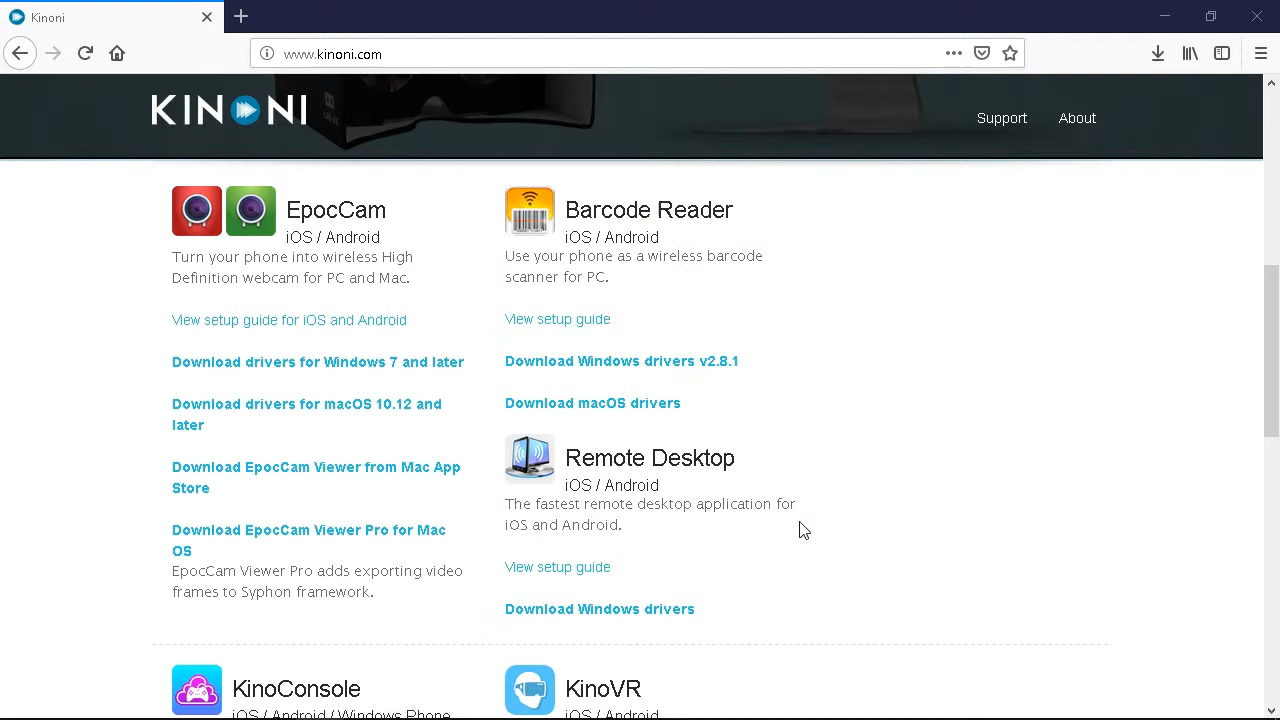 Kinoni
www.kinoni.com
KINONI
Support
About
EpocCam
iOS / Android
Turn your phone into wireless High
Definition webcam for PC and Mac.
View setup guide for iOS and Android
Download drivers for Windows 7 and later
Download drivers for macOS 10.12 and
later
Download EpocCam Viewer from Mac App
Store
Download EpocCam Viewer Pro for Mac
OS
EpocCam Viewer Pro adds exporting video
frames to Syphon framework.
Barcode Reader
iOS / Android
Use your phone as a wireless barcode
scanner for PC.
View setup guide
Download Windows drivers v2.8.1
Download macOS drivers
Remote Desktop
iOS / Android
The fastest remote desktop application for
iOS and Android.
View setup guide
Download Windows drivers
KinoConsole
iOS / Android / Windows Phone
KinoVR
iOS / Android